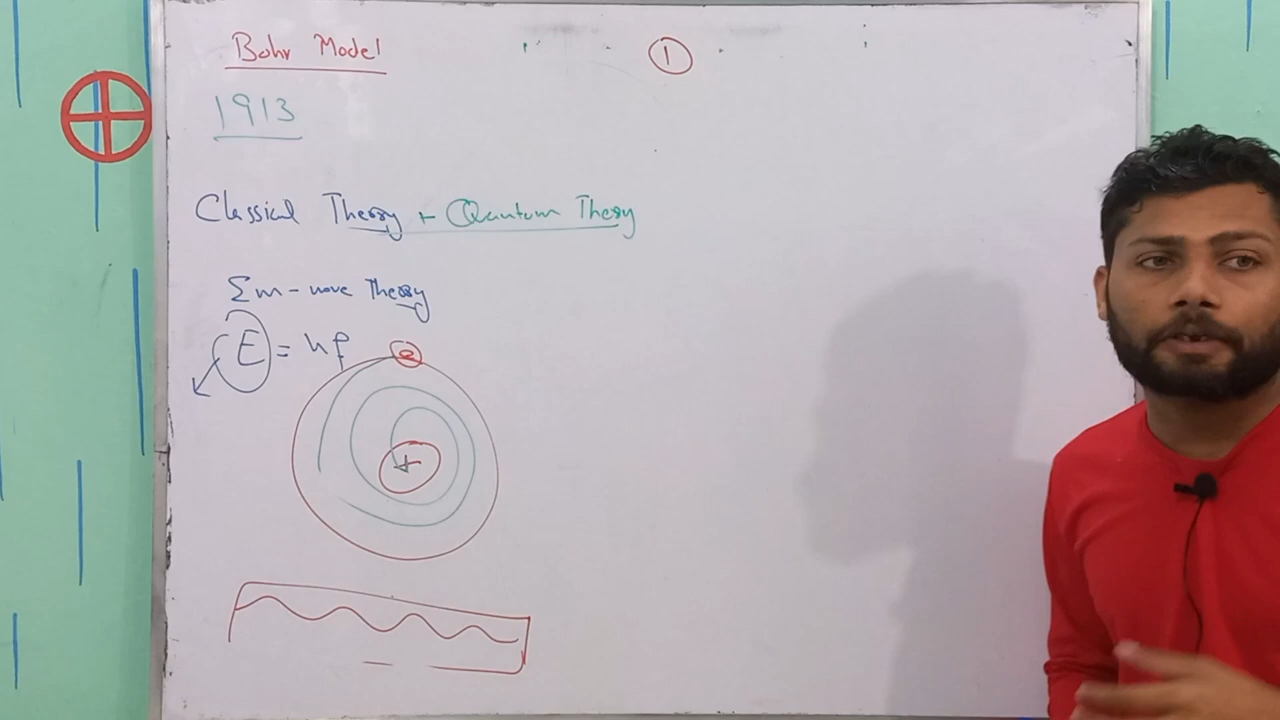 Bohr Model
①
1913
Classical Theory + Quantum Theory
Em-wave Theory
E = hf
e
+